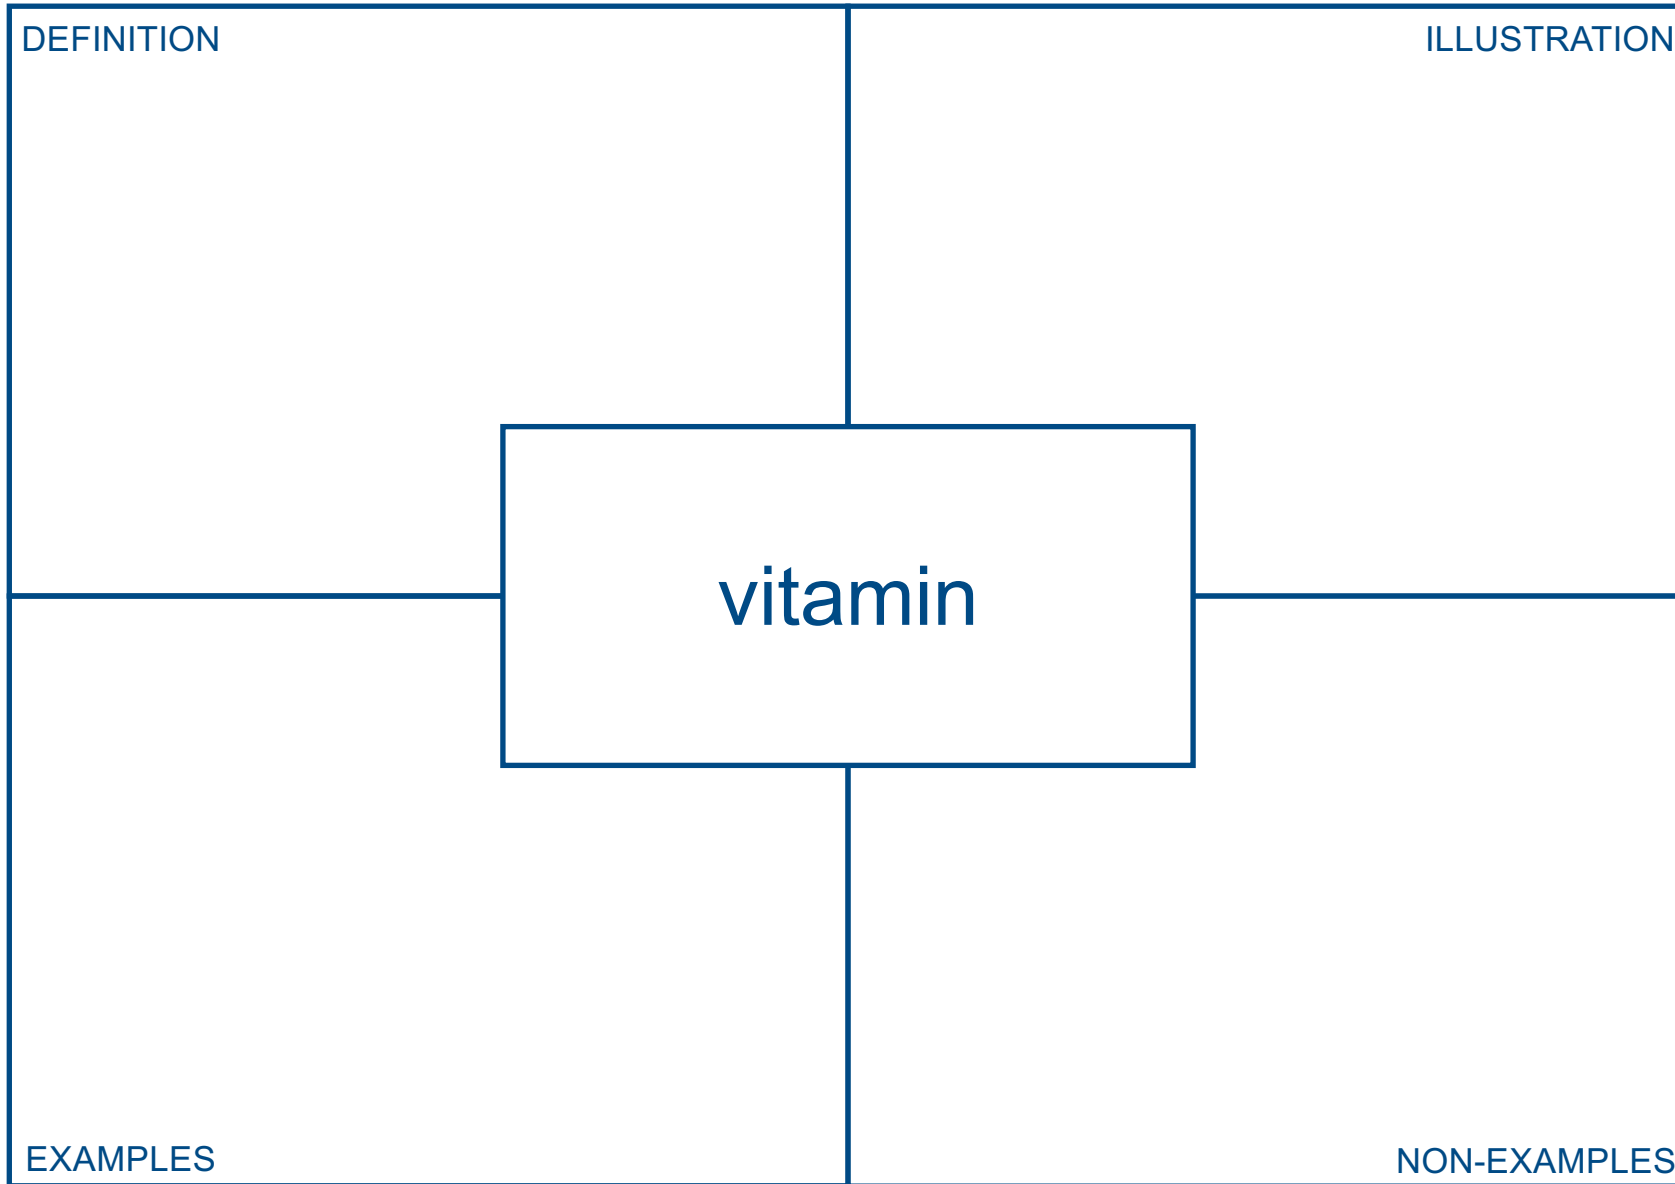 DEFINITION
ILLUSTRATION
vitamin
EXAMPLES
NON-EXAMPLES